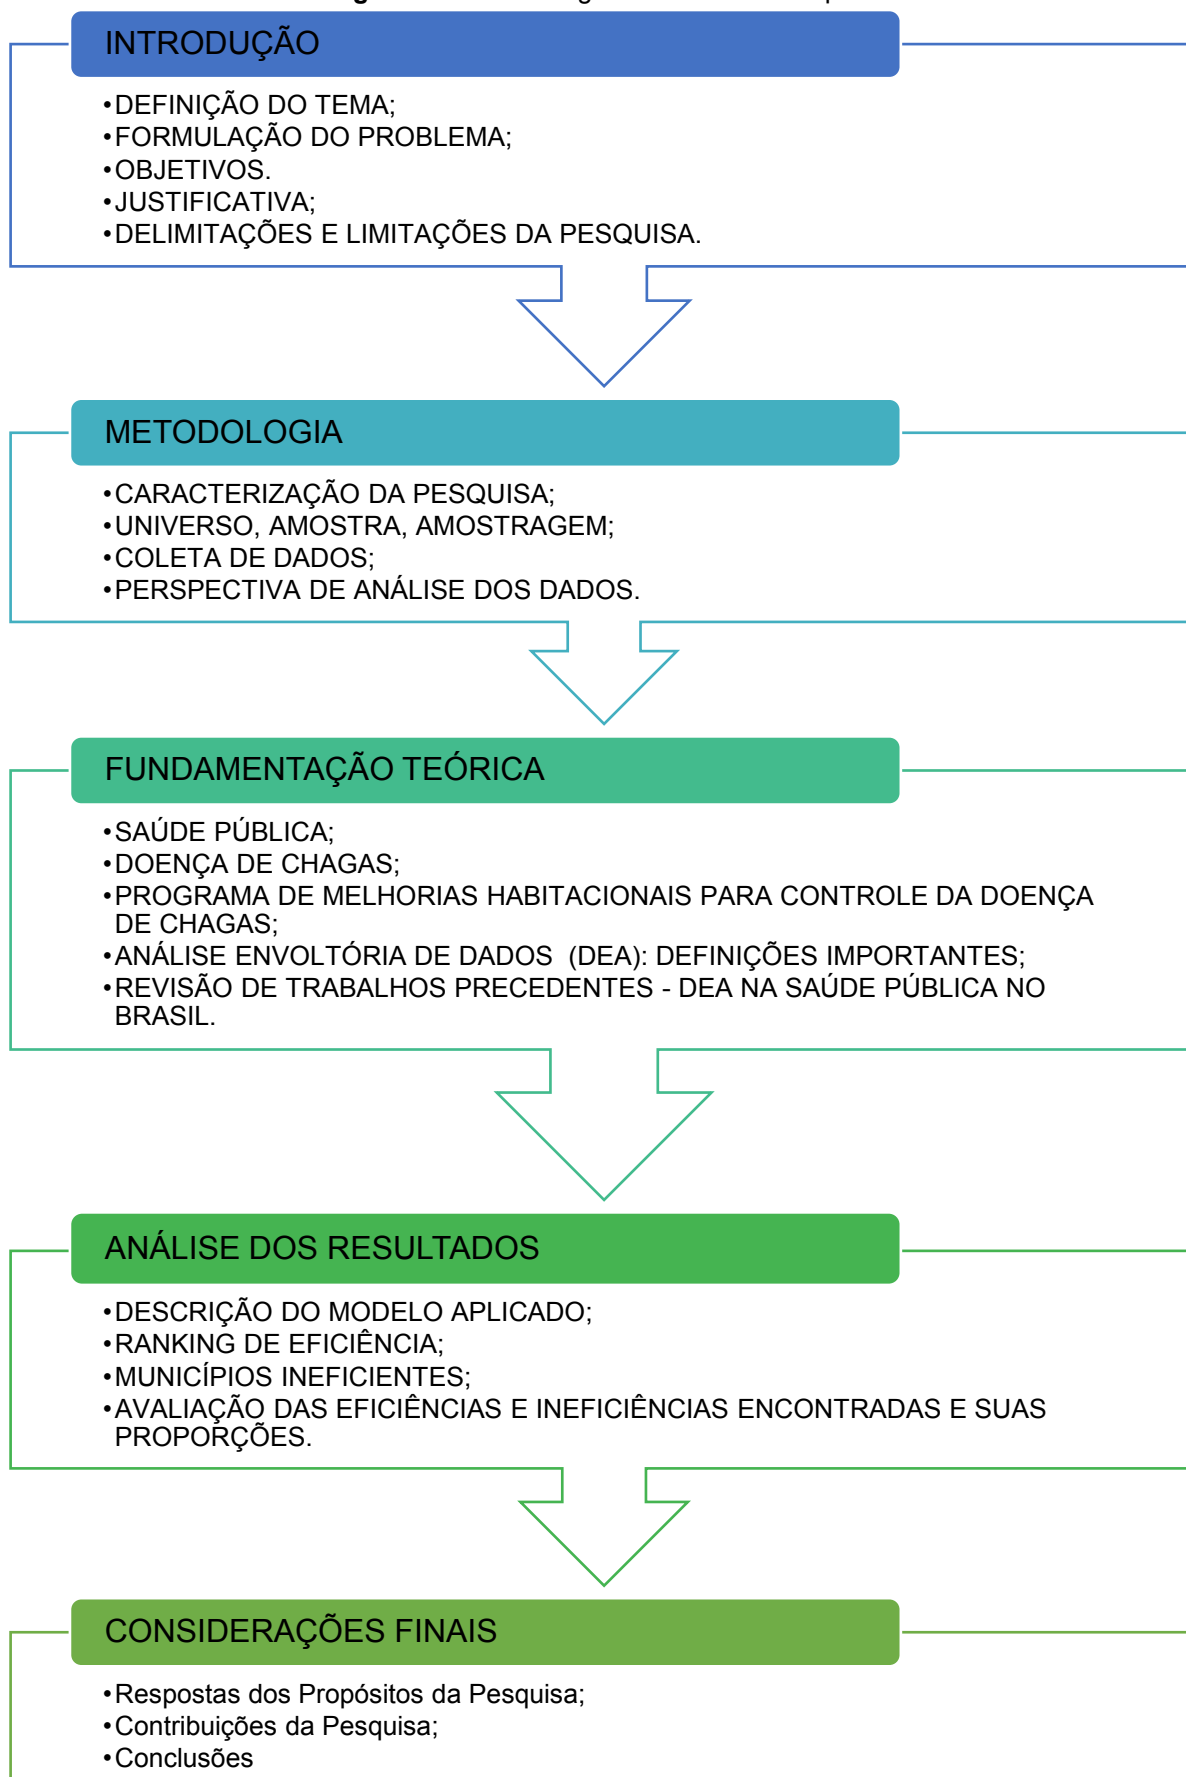 INTRODUÇÃO
•DEFINIÇÃO DO TEMA;
•FORMULAÇÃO DO PROBLEMA;
•OBJETIVOS.
•JUSTIFICATIVA;
•DELIMITAÇÕES E LIMITAÇÕES DA PESQUISA.
METODOLOGIA
•CARACTERIZAÇÃO DA PESQUISA;
•UNIVERSO, AMOSTRA, AMOSTRAGEM;
•COLETA DE DADOS;
•PERSPECTIVA DE ANÁLISE DOS DADOS.
FUNDAMENTAÇÃO TEÓRICA
•SAÚDE PÚBLICA;
•DOENÇA DE CHAGAS;
•PROGRAMA DE MELHORIAS HABITACIONAIS PARA CONTROLE DA DOENÇA
DE CHAGAS;
•ANÁLISE ENVOLTÓRIA DE DADOS  (DEA): DEFINIÇÕES IMPORTANTES;
•REVISÃO DE TRABALHOS PRECEDENTES - DEA NA SAÚDE PÚBLICA NO
BRASIL.
ANÁLISE DOS RESULTADOS
•DESCRIÇÃO DO MODELO APLICADO;
•RANKING DE EFICIÊNCIA;
•MUNICÍPIOS INEFICIENTES;
•AVALIAÇÃO DAS EFICIÊNCIAS E INEFICIÊNCIAS ENCONTRADAS E SUAS
PROPORÇÕES.
CONSIDERAÇÕES FINAIS
•Respostas dos Propósitos da Pesquisa;
•Contribuições da Pesquisa;
•Conclusões